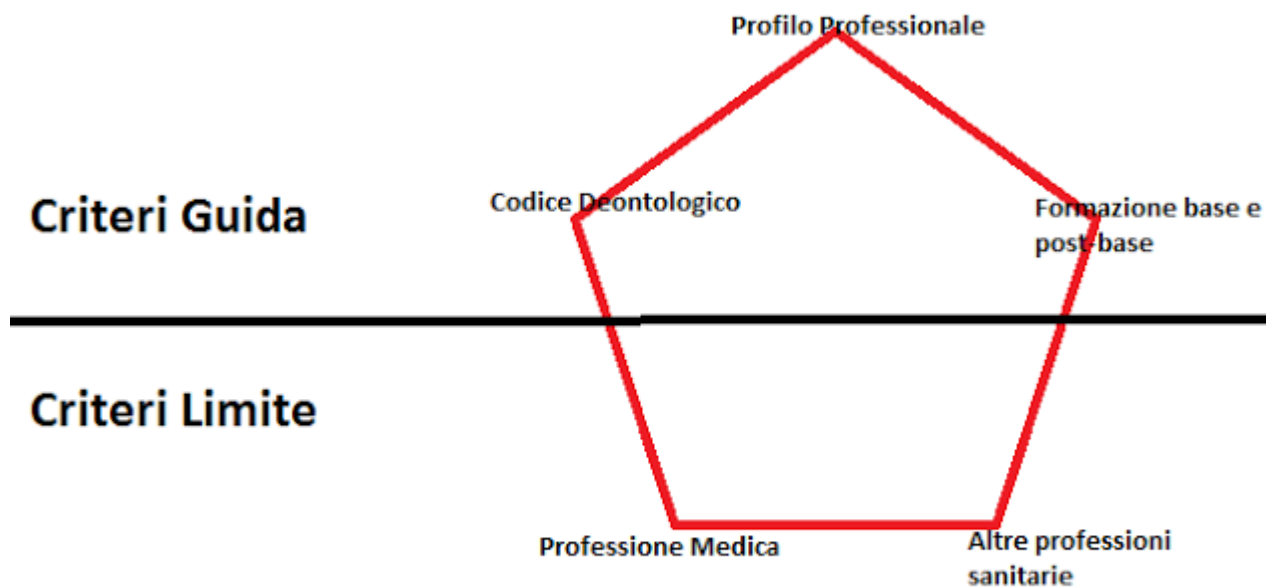 Profilo Professionale
Criteri Guida
Codice Deontologico
Formazione base e
post-base
Criteri Limite
Professione Medica
Altre professioni
sanitarie